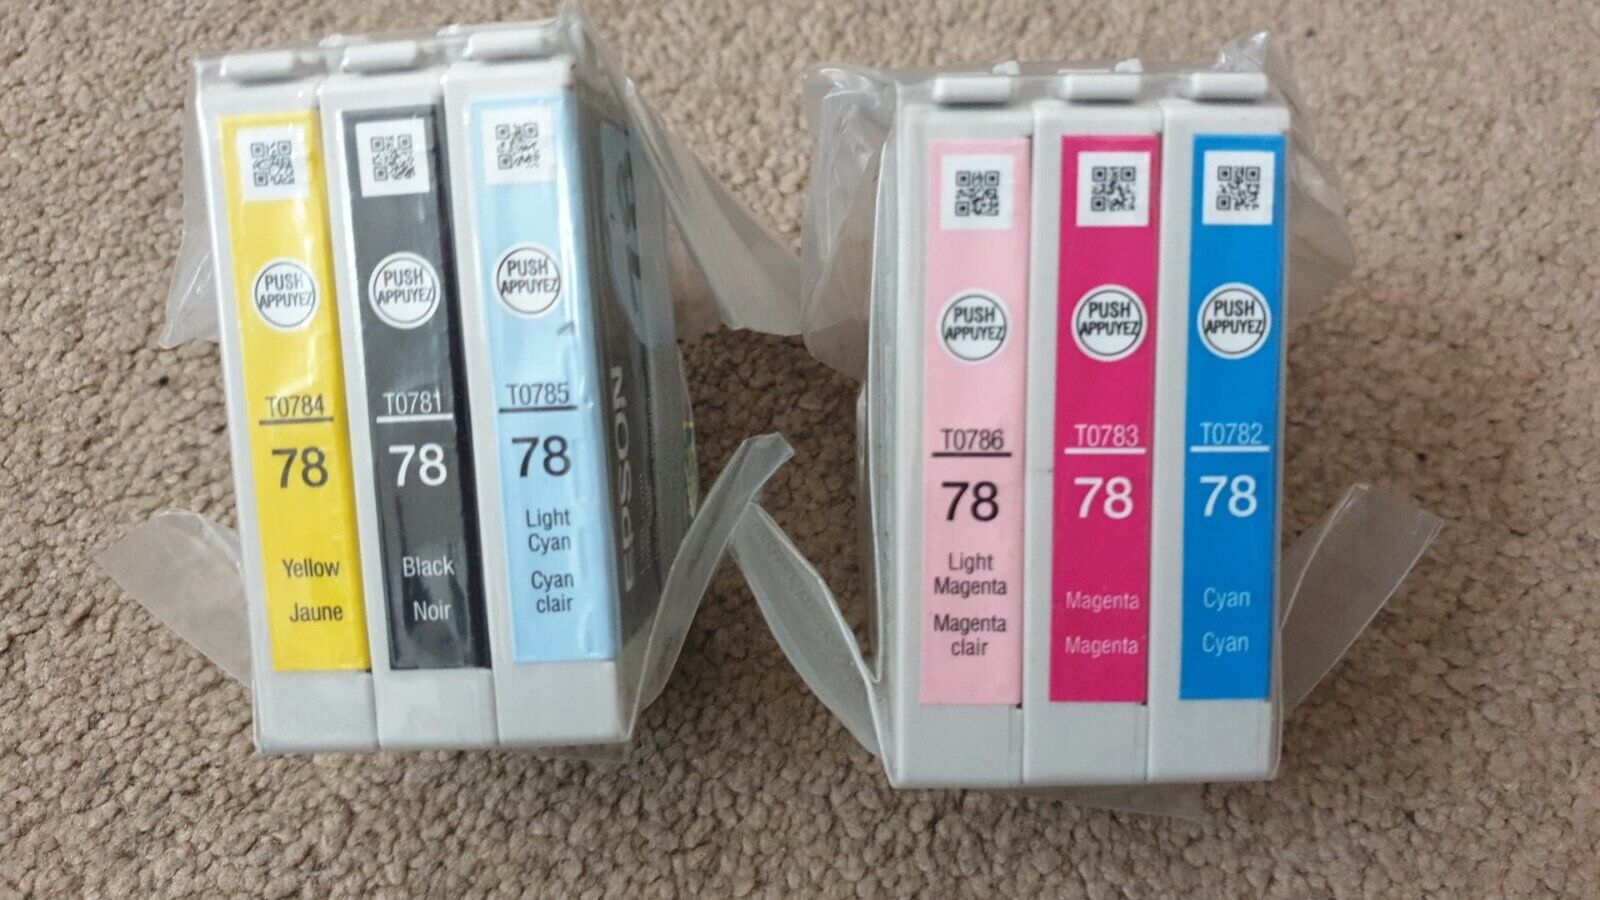 PUSH
APPUYEZ
T0784
78
Yellow
Jaune
PUSH
APPUYEZ
T0781
78
Black
Noir
PUSH
APPUYEZ
T0785
78
Light
Cyan
Cyan
clair
EPSON
PUSH
APPUYEZ
T0786
78
Light
Magenta
Magenta
clair
PUSH
APPUYEZ
T0783
78
Magenta
Magenta
PUSH
APPUYEZ
T0782
78
Cyan
Cyan